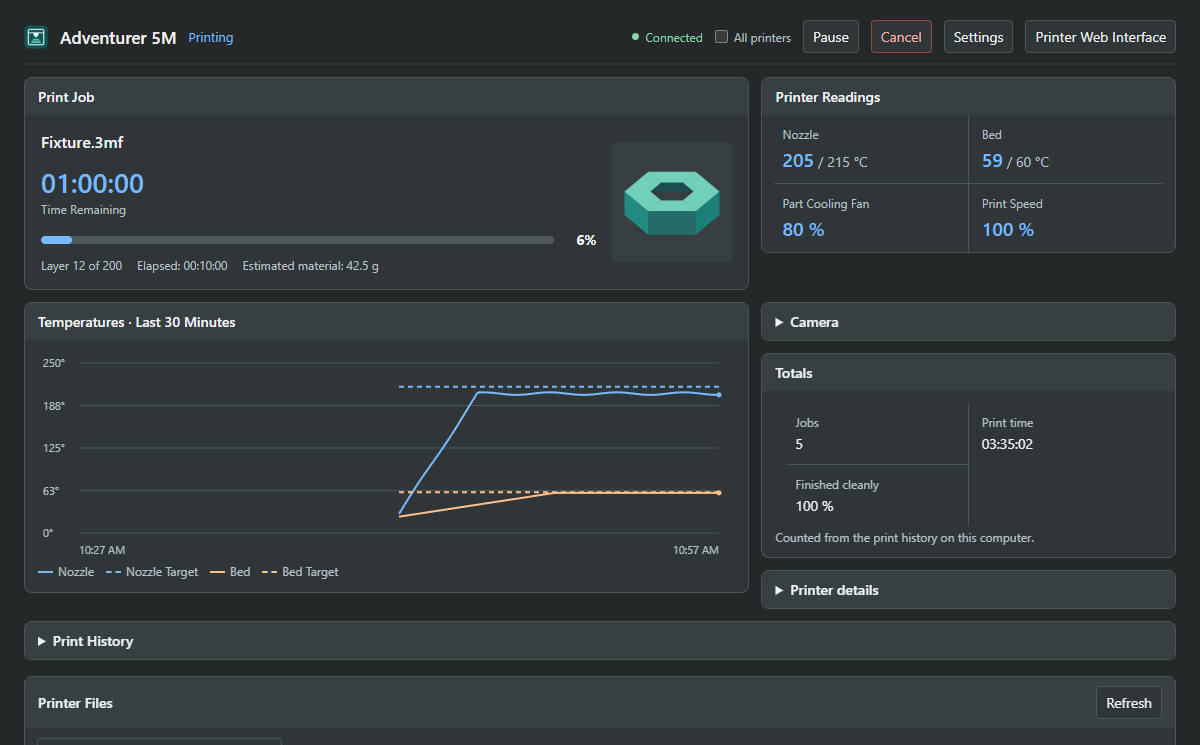 Adventurer 5M Printing
Connected All printers Pause Cancel Settings Printer Web Interface
Print Job
Fixture.3mf
01:00:00
Time Remaining
6%
Layer 12 of 200 Elapsed: 00:10:00 Estimated material: 42.5 g
Printer Readings
Nozzle
205 / 215 °C
Bed
59 / 60 °C
Part Cooling Fan
80 %
Print Speed
100 %
Temperatures · Last 30 Minutes
250°
188°
125°
63°
0°
10:27 AM 10:57 AM
Nozzle Nozzle Target Bed Bed Target
Camera
Totals
Jobs
5
Print time
03:35:02
Finished cleanly
100 %
Counted from the print history on this computer.
Printer details
Print History
Printer Files Refresh